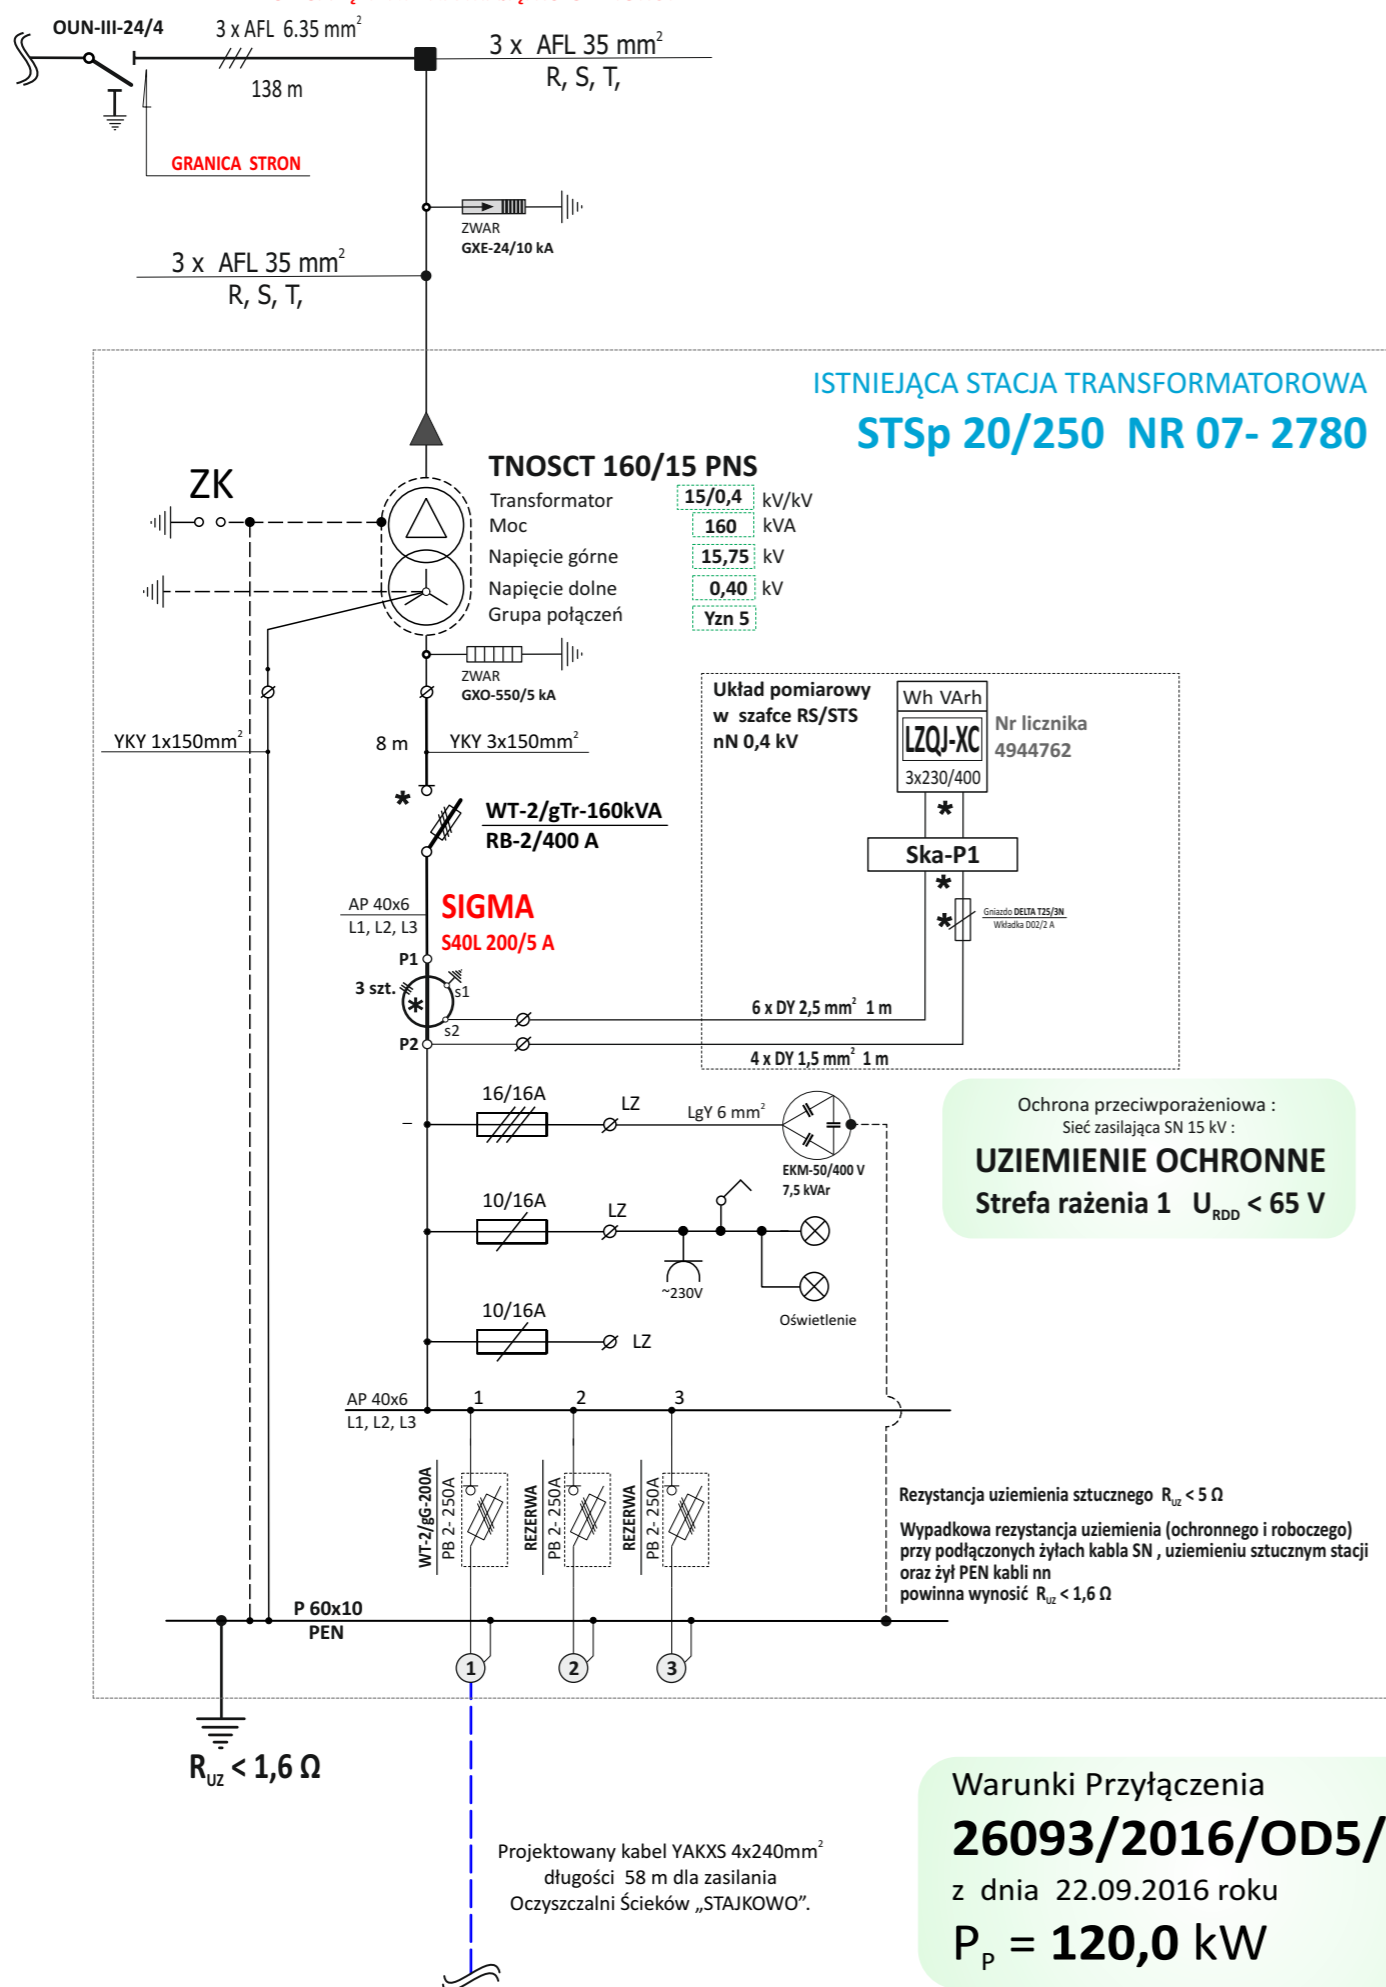 OUN-III-24/4
3 x AFL 6.35 mm²
138 m
3 x AFL 35 mm²
R, S, T,
GRANICA STRON
ZWAR
GXE-24/10 kA
3 x AFL 35 mm²
R, S, T,
ISTNIEJĄCA STACJA TRANSFORMATOROWA
STSp 20/250 NR 07- 2780
ZK
TNOSCT 160/15 PNS
Transformator 15/0,4 kV/kV
Moc 160 kVA
Napięcie górne 15,75 kV
Napięcie dolne 0,40 kV
Grupa połączeń Yzn 5
ZWAR
GXO-550/5 kA
YKY 1x150mm²
8 m YKY 3x150mm²
Układ pomiarowy
w szafce RS/STS
nN 0,4 kV
Wh VArh
LZQJ-XC
3x230/400
Nr licznika
4944762
*
WT-2/gTr-160kVA
RB-2/400 A
*
Ska-P1
*
*
Gniazdo DELTA T25/3N
Wkładka D02/2 A
AP 40x6
L1, L2, L3
SIGMA
S40L 200/5 A
P1
3 szt.
*
s1
s2
P2
6 x DY 2,5 mm² 1 m
4 x DY 1,5 mm² 1 m
16/16A
LZ
LgY 6 mm²
EKM-50/400 V
7,5 kVAr
Ochrona przeciwporażeniowa :
Sieć zasilająca SN 15 kV :
UZIEMIENIE OCHRONNE
Strefa rażenia 1 U_RDD < 65 V
10/16A
LZ
~230V
Oświetlenie
10/16A
LZ
AP 40x6
L1, L2, L3
1 2 3
WT-2/gG-200A
PB 2- 250A
REZERWA
PB 2- 250A
REZERWA
PB 2- 250A
Rezystancja uziemienia sztucznego R_uz < 5 Ω
Wypadkowa rezystancja uziemienia (ochronnego i roboczego)
przy podłączonych żyłach kabla SN , uziemieniu sztucznym stacji
oraz żył PEN kabli nn
powinna wynosić R_uz < 1,6 Ω
P 60x10
PEN
1 2 3
R_UZ < 1,6 Ω
Projektowany kabel YAKXS 4x240mm²
długości 58 m dla zasilania
Oczyszczalni Ścieków „STAJKOWO”.
Warunki Przyłączenia
26093/2016/OD5/
z dnia 22.09.2016 roku
P_P = 120,0 kW